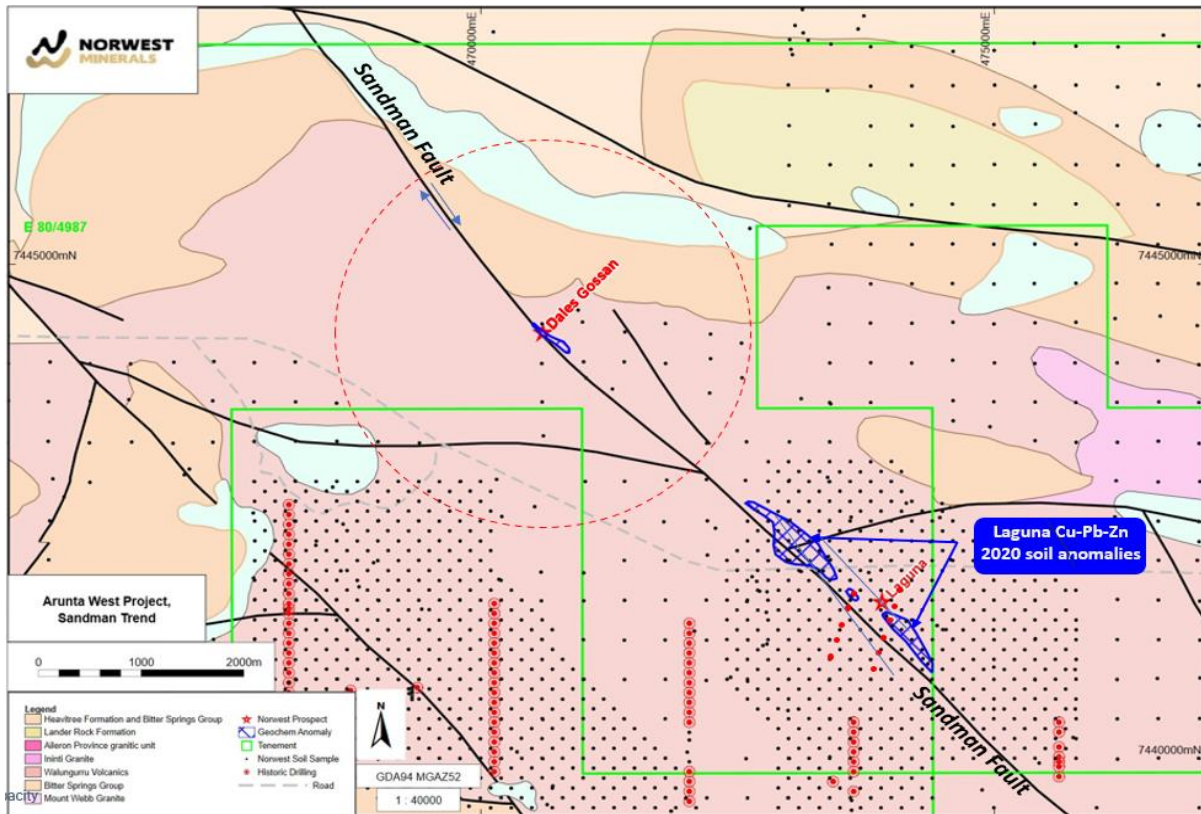 NORWEST
MINERALS
470000mE
475000mE
Sandman Fault
E 80/4987
7445000mN
7445000mN
Dales Gossan
Laguna Cu-Pb-Zn
2020 soil anomalies
Laguna
Sandman Fault
7440000mN
Arunta West Project,
Sandman Trend
0 1000 2000m
Legend
Heavitree Formation and Bitter Springs Group
Lander Rock Formation
Aileron Province granitic unit
Ininti Granite
Walungurru Volcanics
Bitter Springs Group
Mount Webb Granite
Norwest Prospect
Geochem Anomaly
Tenement
Norwest Soil Sample
Historic Drilling
Road
N
GDA94 MGAZ52
1 : 40000